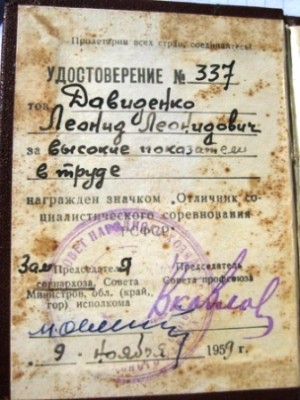 Пролетарии всех стран, соединяйтесь!
УДОСТОВЕРЕНИЕ № 337
тов Давиденко
Леонид Леонидович
за высокие показатели
в труде
награжден значком „Отличник со-
циалистического соревнования
РСФСР"
Зам Председатель Председатель
совнархоза, Совета Совета профсоюза
Министров, обл. (край,
гор) исполкома
9 ноября 1959 г.